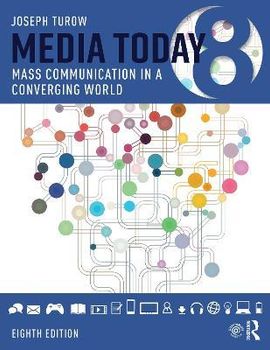 JOSEPH TUROW
MEDIA TODAY
8
MASS COMMUNICATION IN A
CONVERGING WORLD
EIGHTH EDITION
R